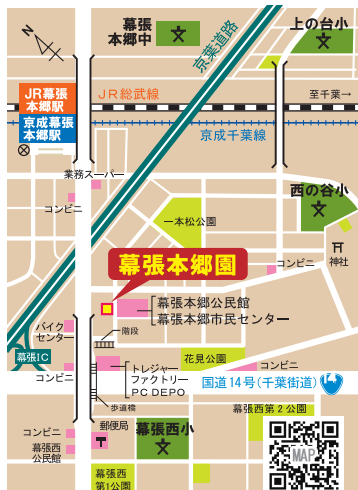 N
幕張
本郷中
京葉道路
上の台小
JR幕張
本郷駅
JR総武線
至千葉→
京成幕張
本郷駅
京成千葉線
業務スーパー
コンビニ
西の谷小
一本松公園
神社
コンビニ
幕張本郷園
幕張本郷公民館
幕張本郷市民センター
バイク
センター
階段
幕張IC
花見公園
コンビニ
トレジャー
ファクトリー
PC DEPO
コンビニ
国道14号(千葉街道)
14
歩道橋
幕張西第2公園
郵便局
幕張西小
コンビニ
幕張西
公民館
MAP
幕張西
第1公園